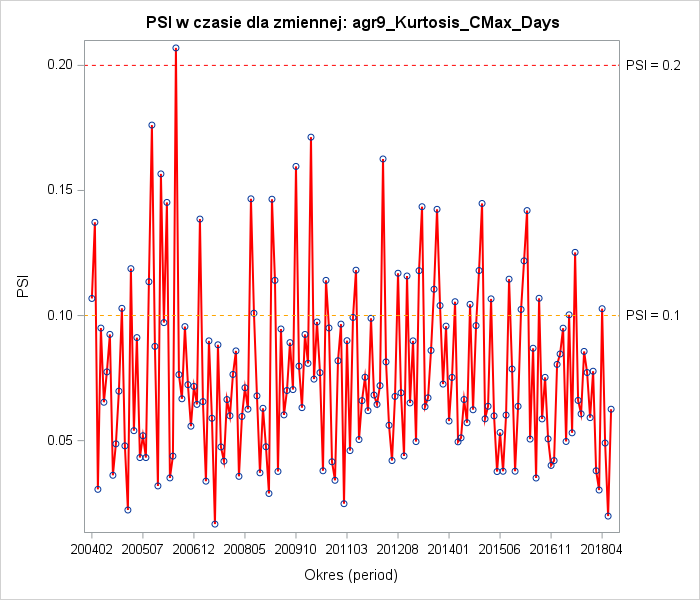 PSI w czasie dla zmiennej: agr9_Kurtosis_CMax_Days
0.20
PSI = 0.2
0.15
PSI
0.10
PSI = 0.1
0.05
200402 200507 200612 200805 200910 201103 201208 201401 201506 201611 201804
Okres (period)